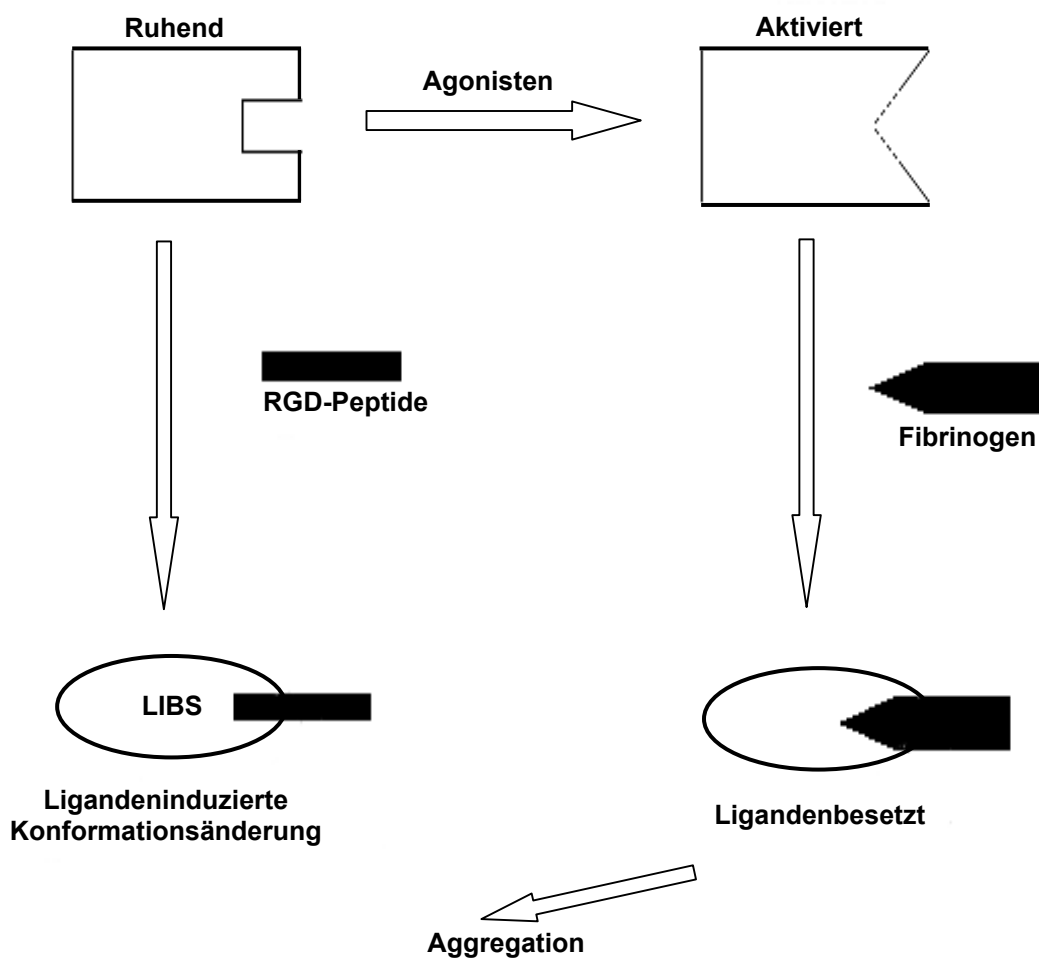 Ruhend
Aktiviert
Agonisten
RGD-Peptide
Fibrinogen
LIBS
Ligandeninduzierte
Konformationsänderung
Ligandenbesetzt
Aggregation